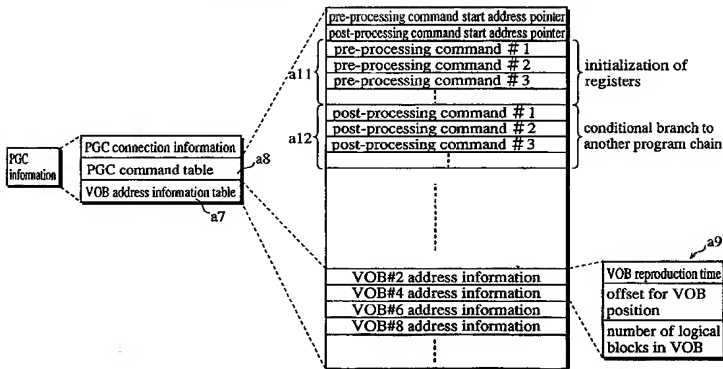 pre-processing command start address pointer
post-processing command start address pointer
pre-processing command #1
pre-processing command #2
pre-processing command #3
a11
initialization of
registers
post-processing command #1
post-processing command #2
post-processing command #3
a12
conditional branch to
another program chain
PGC
information
PGC connection information
PGC command table
VOB address information table
a8
a7
VOB#2 address information
VOB#4 address information
VOB#6 address information
VOB#8 address information
a9
VOB reproduction time
offset for VOB
position
number of logical
blocks in VOB